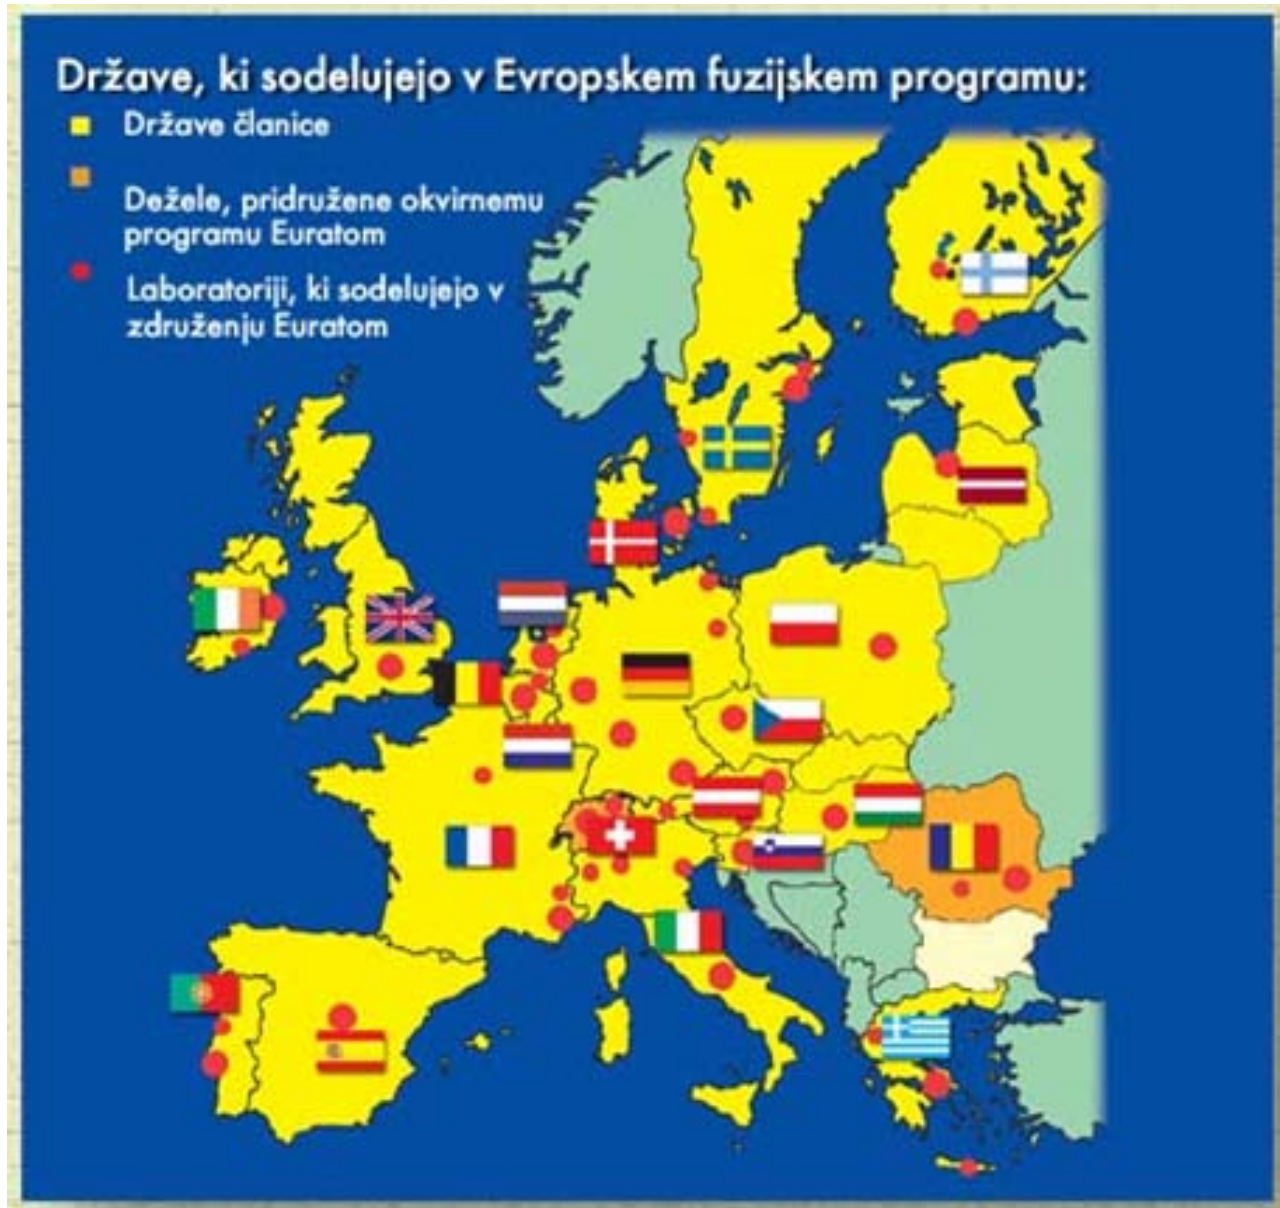 Države, ki sodelujejo v Evropskem fuzijskem programu:
Države članice
Dežele, pridružene okvirnemu
programu Euratom
Laboratoriji, ki sodelujejo v
združenju Euratom